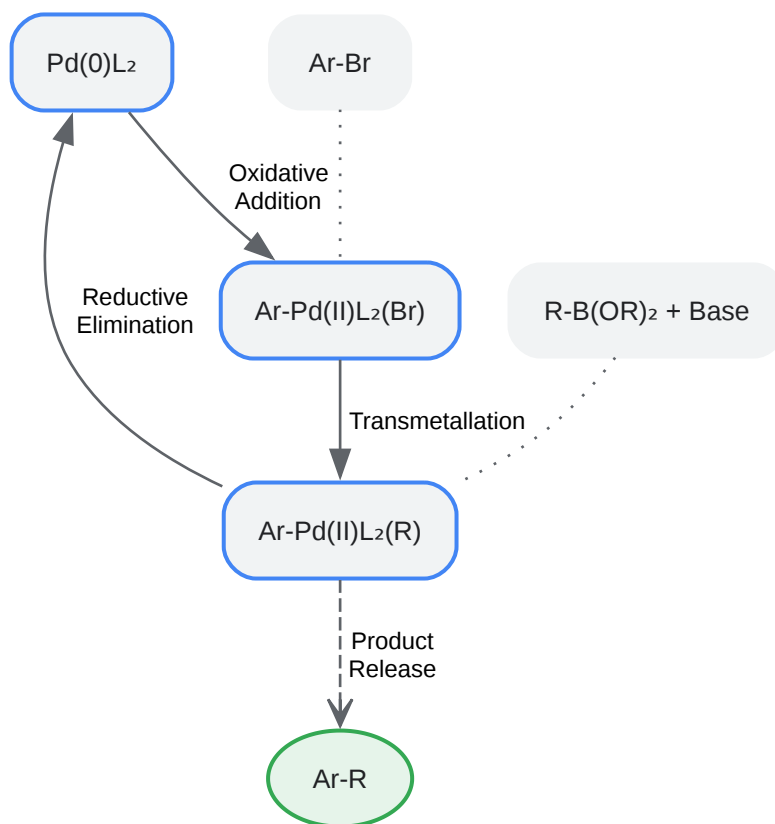 Pd(0)L₂
Ar-Br
Oxidative
Addition
Ar-Pd(II)L₂(Br)
R-B(OR)₂ + Base
Reductive
Elimination
Transmetallation
Ar-Pd(II)L₂(R)
Product
Release
Ar-R